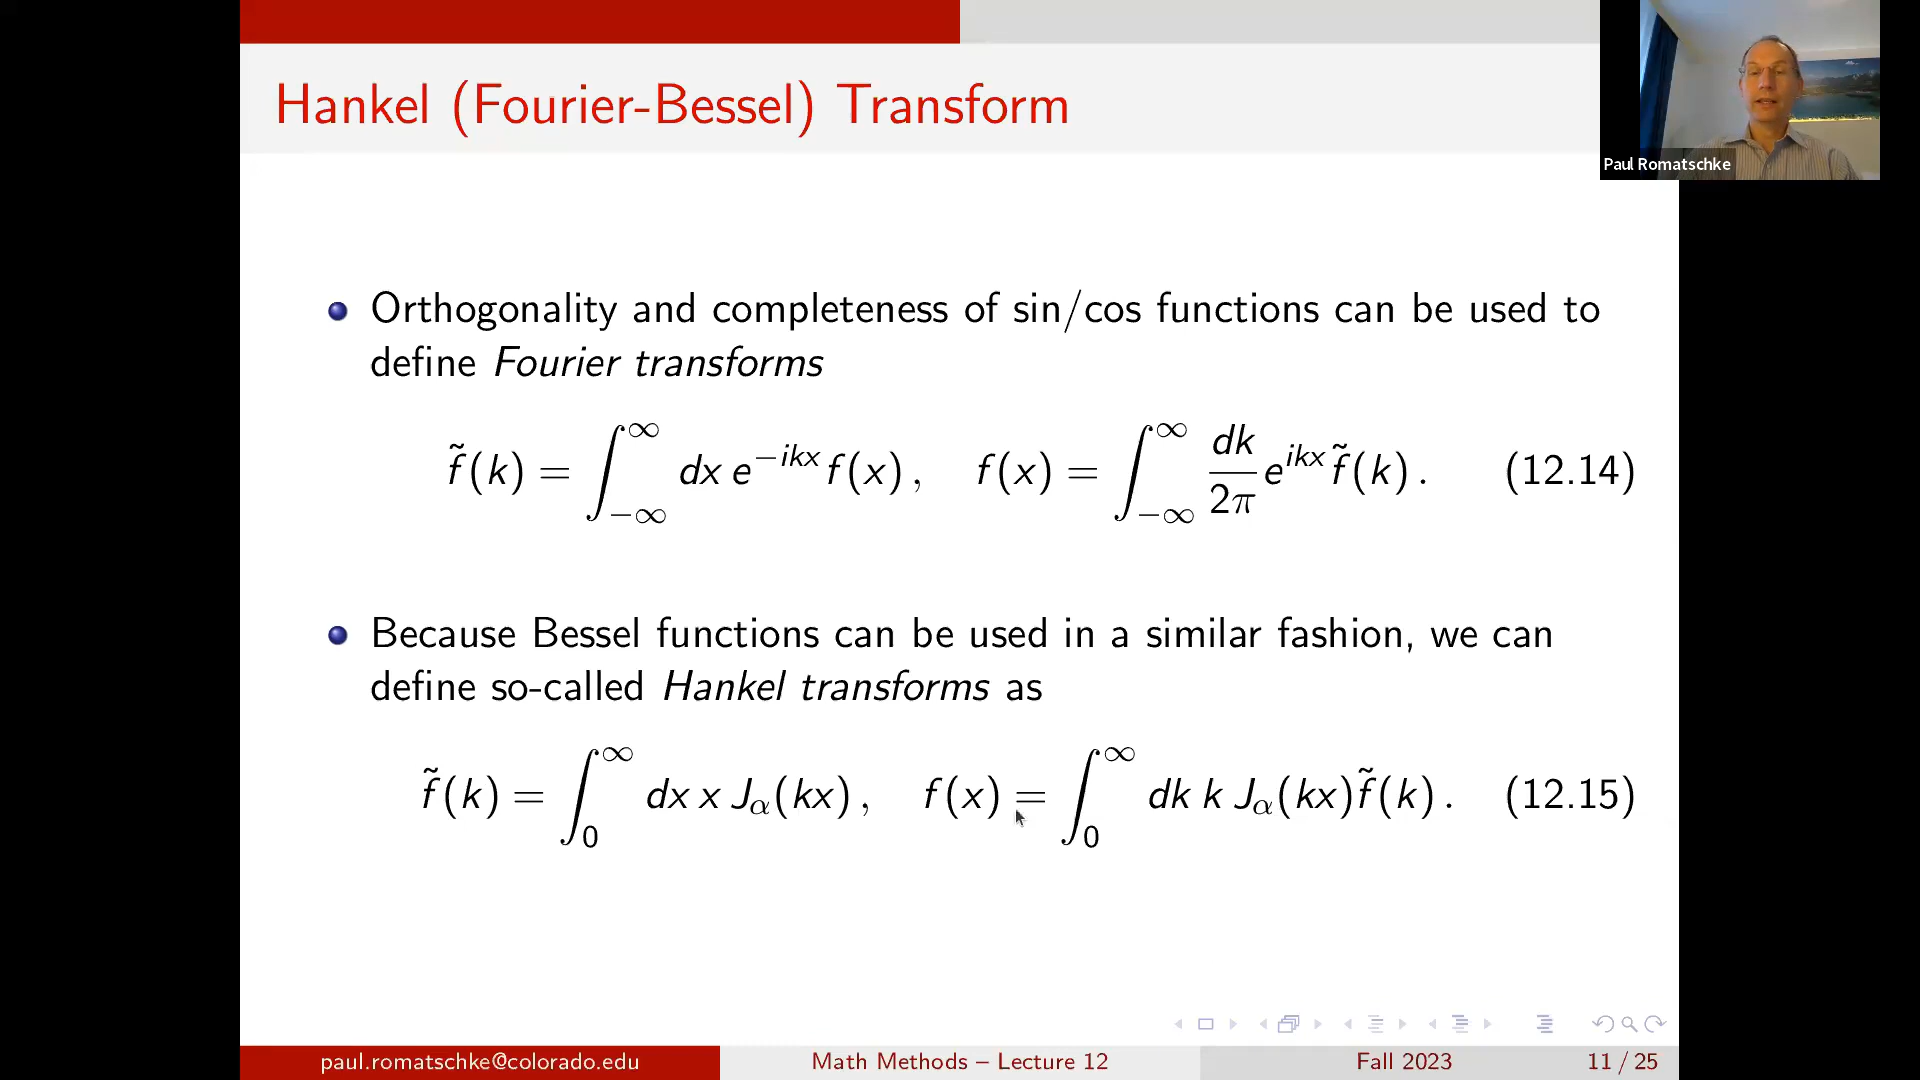 Hankel (Fourier-Bessel) Transform
Paul Romatschke
Orthogonality and completeness of sin/cos functions can be used to
define Fourier transforms
f̃(k) = ∫_{-∞}^{∞} dx e^{-ikx} f(x) ,   f(x) = ∫_{-∞}^{∞} dk/2π e^{ikx} f̃(k) .   (12.14)
Because Bessel functions can be used in a similar fashion, we can
define so-called Hankel transforms as
f̃(k) = ∫_0^∞ dx x J_α(kx) ,   f(x) = ∫_0^∞ dk k J_α(kx) f̃(k) .   (12.15)
paul.romatschke@colorado.edu   Math Methods – Lecture 12   Fall 2023   11 / 25